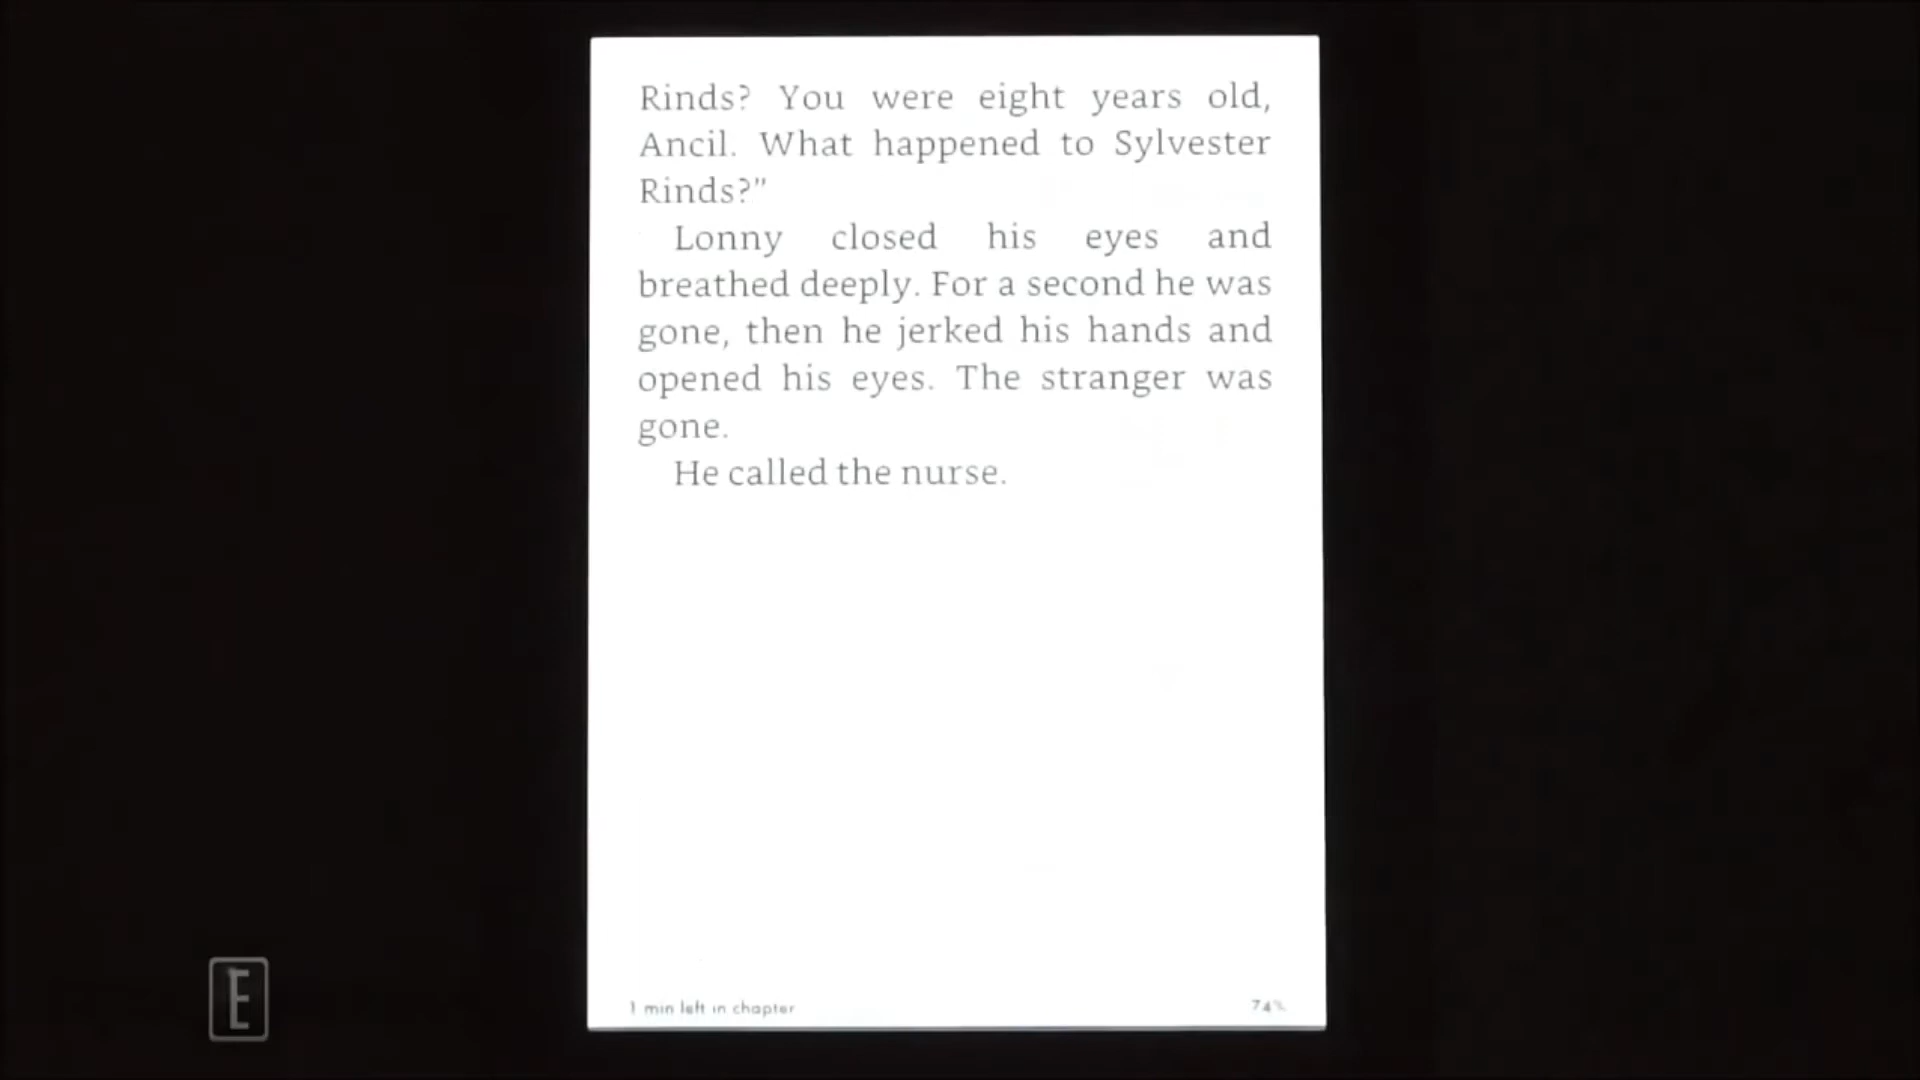 Rinds? You were eight years old,
Ancil. What happened to Sylvester
Rinds?"
Lonny closed his eyes and
breathed deeply. For a second he was
gone, then he jerked his hands and
opened his eyes. The stranger was
gone.
He called the nurse.
1 min left in chapter
74%
E